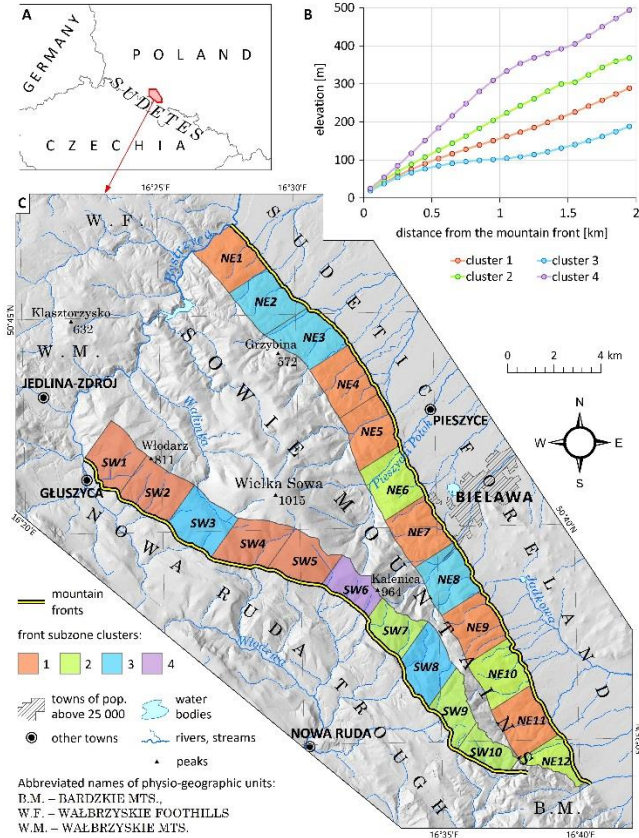 A
GERMANY
POLAND
SUDETES
CZECHIA
B
elevation [m]
500
400
300
200
100
0
0
0.5
1
1.5
2
distance from the mountain front [km]
cluster 1
cluster 2
cluster 3
cluster 4
C
16°25'E
16°30'E
W.F.
Bystrzyca
SUDETIC FORELAND
NE1
NE2
NE3
Klasztorzysko
632
50°45'N
Grzybina
572
W.M.
JEDLINA-ZDRÓJ
SOWIE MOUNTAINS
NE4
0 2 4 km
PIESZYCE
N
W E
S
Walimka
NE5
Włodarz
811
SW1
Pieszycki Potok
NE6
Wielka Sowa
1015
BIELAWA
GŁUSZYCA
SW2
SW3
NE7
50°40'N
16°20'E
NOWA RUDA TROUGH
SW4
SW5
NE8
Kalenica
964
SW6
Jadkowa
mountain
fronts
SW7
NE9
front subzone clusters:
1 2 3 4
SW8
NE10
towns of pop.
above 25 000
water
bodies
SW9
NE11
other towns
rivers, streams
NOWA RUDA
SW10
NE12
peaks
Abbreviated names of physio-geographic units:
B.M. – BARDZKIE MTS.,
W.F. – WAŁBRZYSKIE FOOTHILLS
W.M. – WAŁBRZYSKIE MTS.
B.M.
16°35'E
16°40'E